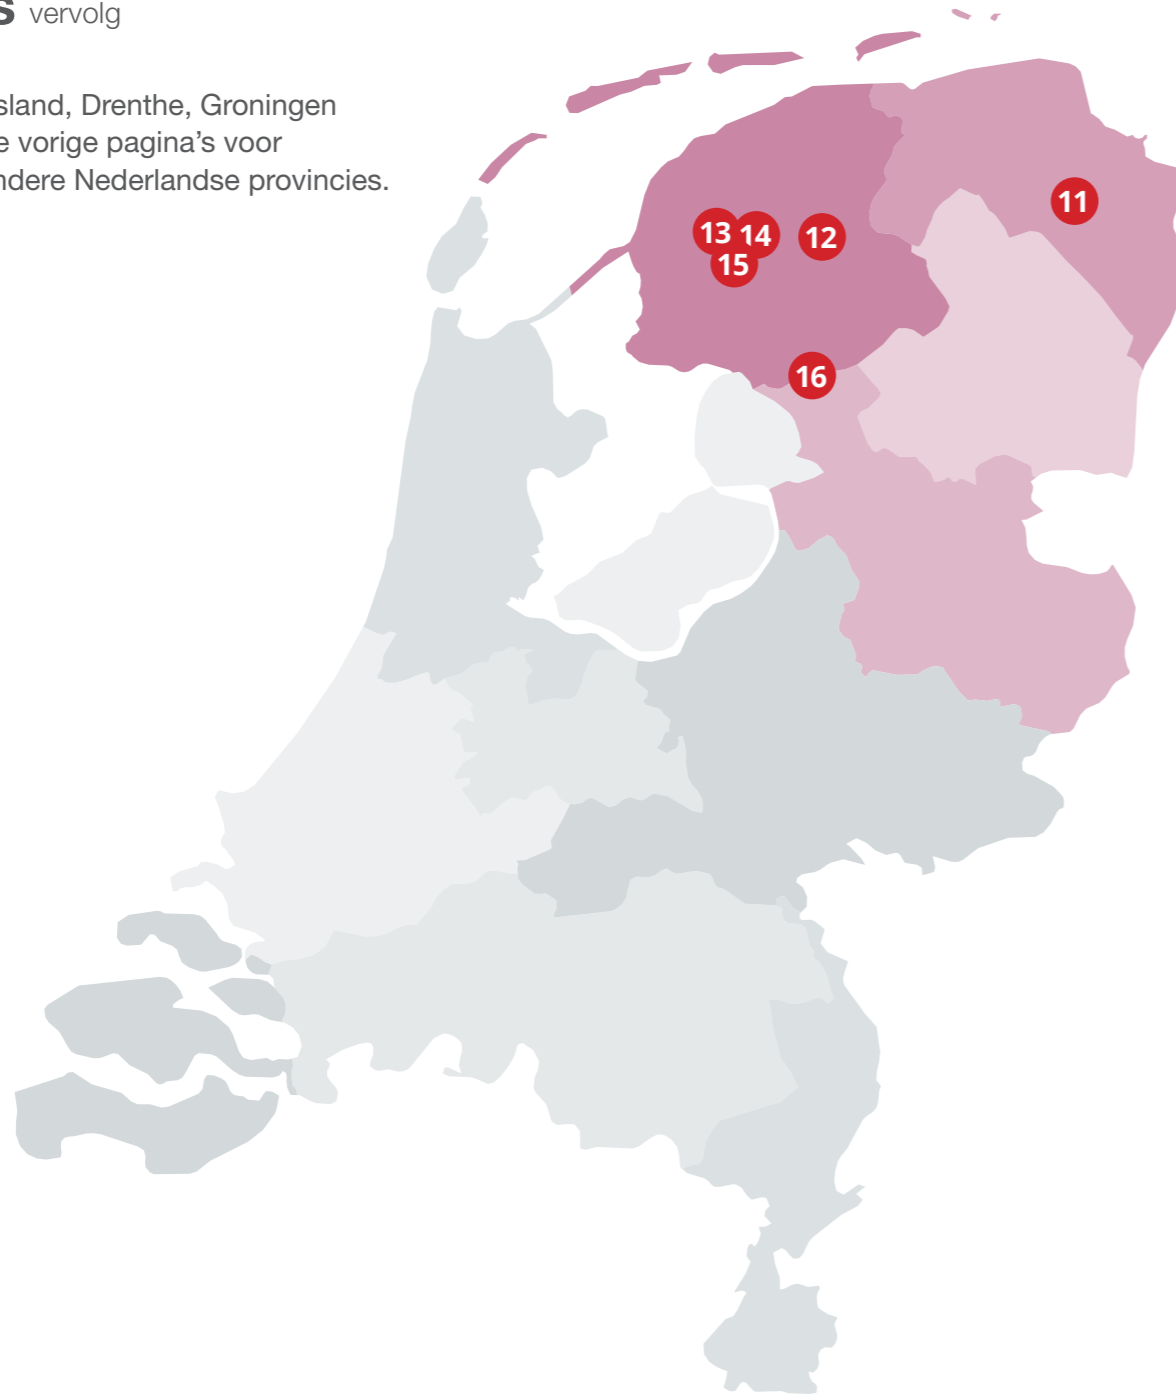 s vervolg
sland, Drenthe, Groningen
e vorige pagina's voor
ndere Nederlandse provincies.
11
13 14 12
15
16